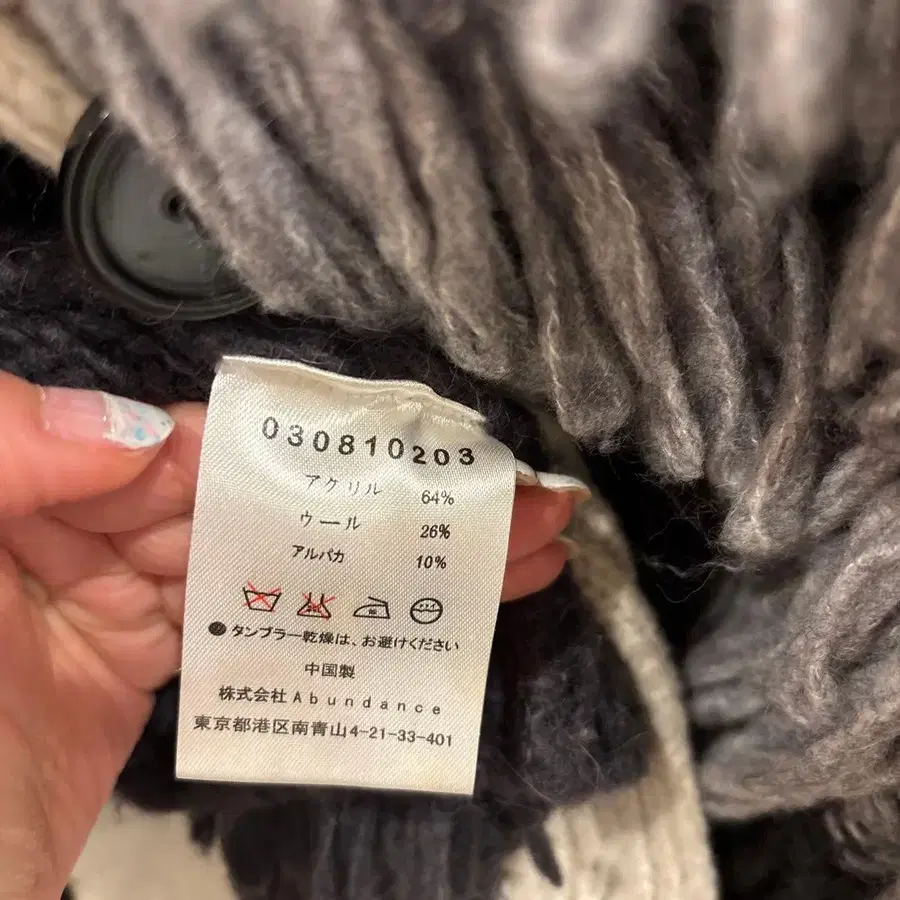 030810203
アクリル 64%
ウール 26%
アルパカ 10%
●タンブラー乾燥は、お避けください
中国製
株式会社Abundance
東京都港区南青山4-21-33-401